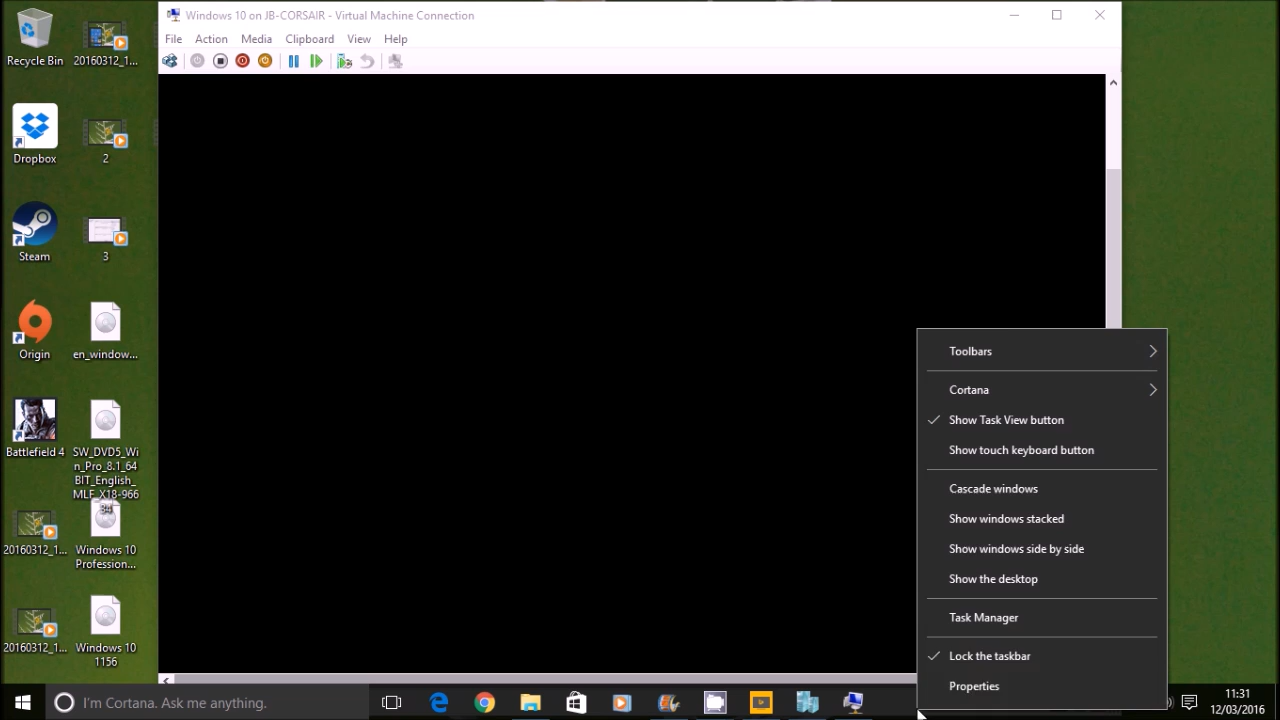 Windows 10 on JB-CORSAIR - Virtual Machine Connection
File Action Media Clipboard View Help
Recycle Bin
20160312_1...
Dropbox
2
Steam
3
Origin
en_window...
Battlefield 4
SW_DVD5_Wi
n_Pro_8.1_64
BIT_English_
MLF_X18-966
20160312_1...
Windows 10
Profession...
20160312_1...
Windows 10
1156
Toolbars
Cortana
Show Task View button
Show touch keyboard button
Cascade windows
Show windows stacked
Show windows side by side
Show the desktop
Task Manager
Lock the taskbar
Properties
I'm Cortana. Ask me anything.
11:31
12/03/2016